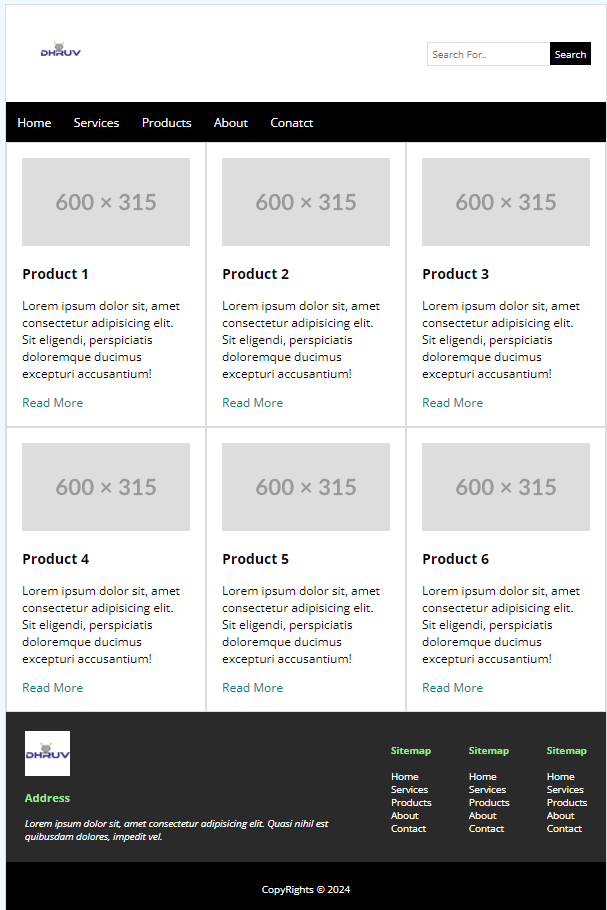 DHRUV
Search For..
Search
Home Services Products About Conatct
600 × 315
600 × 315
600 × 315
Product 1
Lorem ipsum dolor sit, amet
consectetur adipisicing elit.
Sit eligendi, perspiciatis
doloremque ducimus
excepturi accusantium!
Read More
Product 2
Lorem ipsum dolor sit, amet
consectetur adipisicing elit.
Sit eligendi, perspiciatis
doloremque ducimus
excepturi accusantium!
Read More
Product 3
Lorem ipsum dolor sit, amet
consectetur adipisicing elit.
Sit eligendi, perspiciatis
doloremque ducimus
excepturi accusantium!
Read More
600 × 315
600 × 315
600 × 315
Product 4
Lorem ipsum dolor sit, amet
consectetur adipisicing elit.
Sit eligendi, perspiciatis
doloremque ducimus
excepturi accusantium!
Read More
Product 5
Lorem ipsum dolor sit, amet
consectetur adipisicing elit.
Sit eligendi, perspiciatis
doloremque ducimus
excepturi accusantium!
Read More
Product 6
Lorem ipsum dolor sit, amet
consectetur adipisicing elit.
Sit eligendi, perspiciatis
doloremque ducimus
excepturi accusantium!
Read More
DHRUV
Address
Lorem ipsum dolor sit, amet consectetur adipisicing elit. Quasi nihil est
quibusdam dolores, impedit vel.
Sitemap
Home
Services
Products
About
Contact
Sitemap
Home
Services
Products
About
Contact
Sitemap
Home
Services
Products
About
Contact
CopyRights © 2024